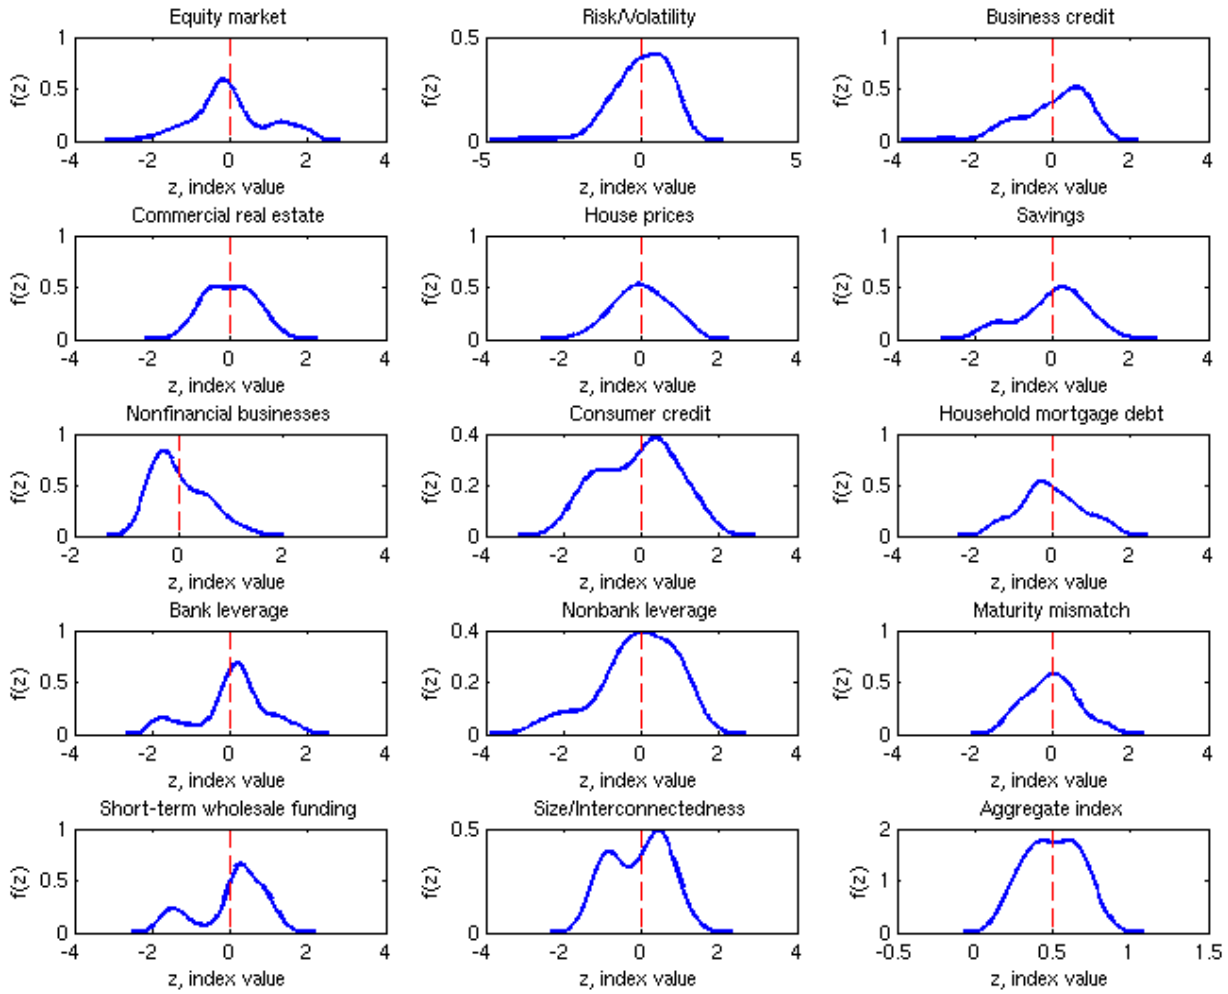 Equity market
1
0.5
0
f(z)
-4 -2 0 2 4
z, index value
Risk/Volatility
0.5
0
f(z)
-5 0 5
z, index value
Business credit
1
0.5
0
f(z)
-4 -2 0 2 4
z, index value
Commercial real estate
1
0.5
0
f(z)
-4 -2 0 2 4
z, index value
House prices
1
0.5
0
f(z)
-4 -2 0 2 4
z, index value
Savings
1
0.5
0
f(z)
-4 -2 0 2 4
z, index value
Nonfinancial businesses
1
0.5
0
f(z)
-2 0 2 4
z, index value
Consumer credit
0.4
0.2
0
f(z)
-4 -2 0 2 4
z, index value
Household mortgage debt
1
0.5
0
f(z)
-4 -2 0 2 4
z, index value
Bank leverage
1
0.5
0
f(z)
-4 -2 0 2 4
z, index value
Nonbank leverage
0.4
0.2
0
f(z)
-4 -2 0 2 4
z, index value
Maturity mismatch
1
0.5
0
f(z)
-4 -2 0 2 4
z, index value
Short-term wholesale funding
1
0.5
0
f(z)
-4 -2 0 2 4
z, index value
Size/Interconnectedness
0.5
0
f(z)
-4 -2 0 2 4
z, index value
Aggregate index
2
1
0
f(z)
-0.5 0 0.5 1 1.5
z, index value